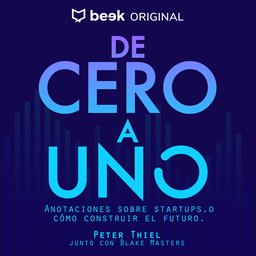 beek ORIGINAL
DE
CERO
A
UNO
ANOTACIONES SOBRE STARTUPS,O
CÓMO CONSTRUIR EL FUTURO.
PETER THIEL
JUNTO CON BLAKE MASTERS